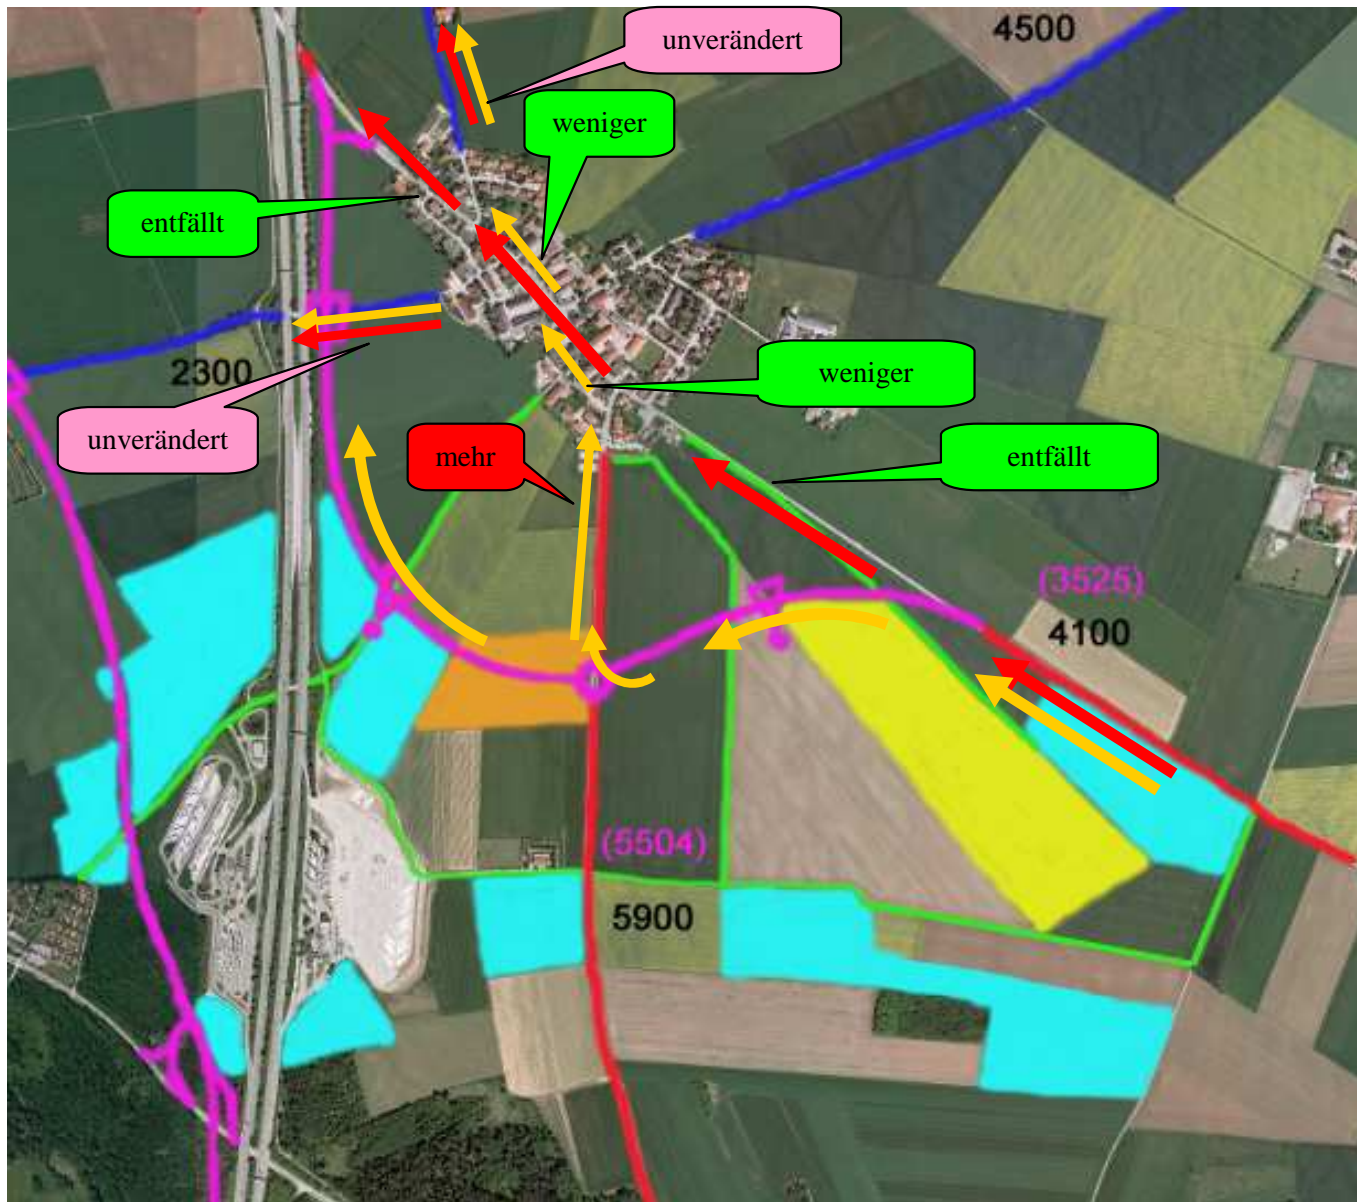 unverändert
4500
weniger
entfällt
2300
weniger
unverändert
mehr
entfällt
(3525)
4100
(5504)
5900